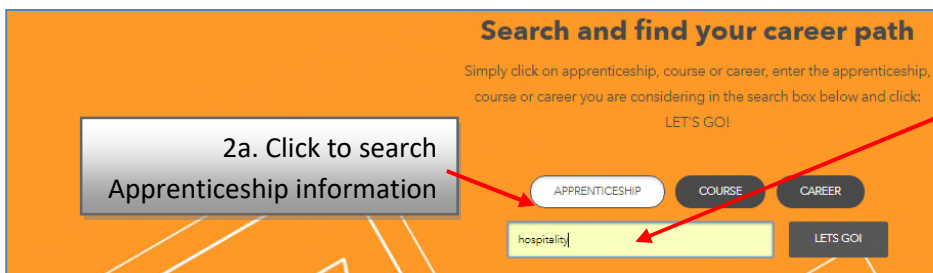 Search and find your career path
Simply click on apprenticeship, course or career, enter the apprenticeship,
course or career you are considering in the search box below and click:
LET'S GO!
2a. Click to search
Apprenticeship information
APPRENTICESHIP
COURSE
CAREER
hospitality
LETS GO!